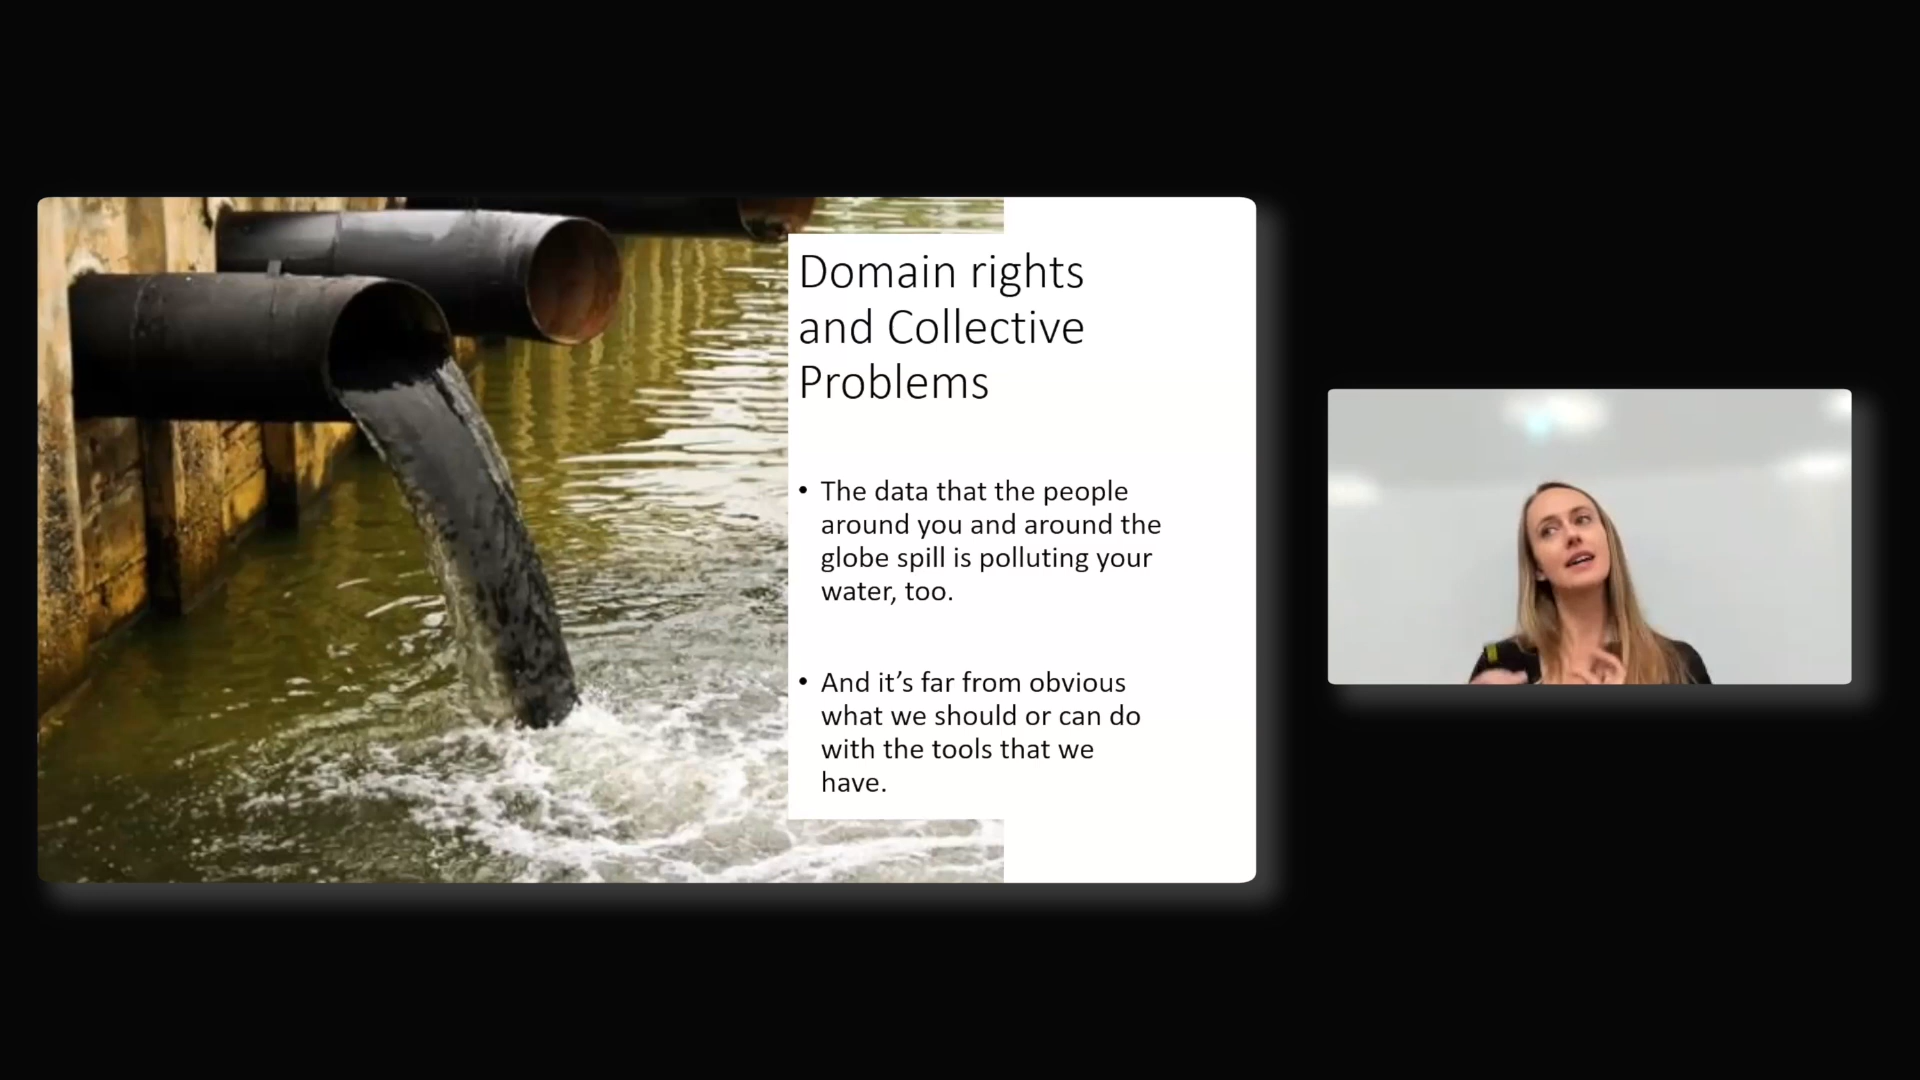 Domain rights
and Collective
Problems
• The data that the people
around you and around the
globe spill is polluting your
water, too.
• And it’s far from obvious
what we should or can do
with the tools that we
have.